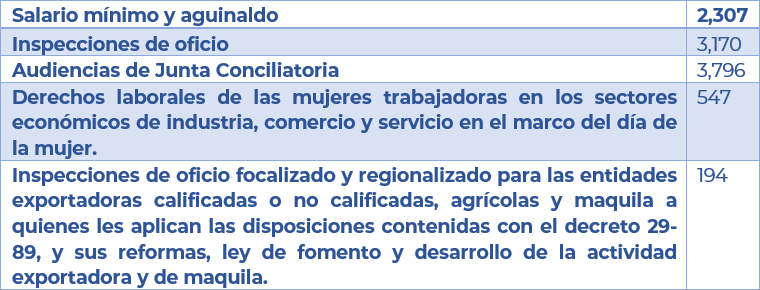 Salario mínimo y aguinaldo 2,307
Inspecciones de oficio 3,170
Audiencias de Junta Conciliatoria 3,796
Derechos laborales de las mujeres trabajadoras en los sectores 547
económicos de industria, comercio y servicio en el marco del día de
la mujer.
Inspecciones de oficio focalizado y regionalizado para las entidades 194
exportadoras calificadas o no calificadas, agrícolas y maquila a
quienes les aplican las disposiciones contenidas con el decreto 29-
89, y sus reformas, ley de fomento y desarrollo de la actividad
exportadora y de maquila.